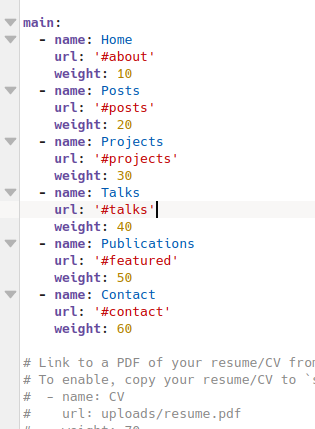 main:
  - name: Home
    url: '#about'
    weight: 10
  - name: Posts
    url: '#posts'
    weight: 20
  - name: Projects
    url: '#projects'
    weight: 30
  - name: Talks
    url: '#talks'
    weight: 40
  - name: Publications
    url: '#featured'
    weight: 50
  - name: Contact
    url: '#contact'
    weight: 60

# Link to a PDF of your resume/CV from
# To enable, copy your resume/CV to `s
#  - name: CV
#    url: uploads/resume.pdf
#    weight: 70